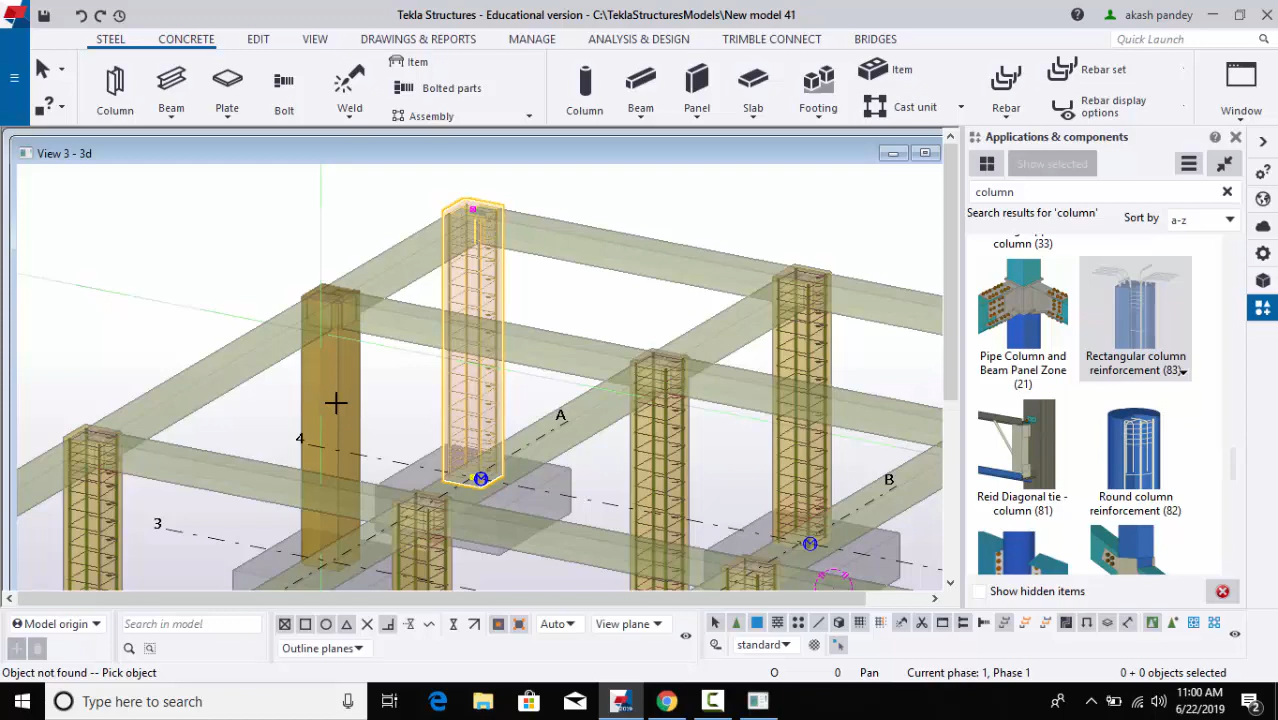 Tekla Structures - Educational version - C:\TeklaStructuresModels\New model 41
akash pandey
STEEL CONCRETE EDIT VIEW DRAWINGS & REPORTS MANAGE ANALYSIS & DESIGN TRIMBLE CONNECT BRIDGES
Quick Launch
Column Beam Plate Bolt Weld
Item
Bolted parts
Assembly
Column Beam Panel Slab Footing
Item
Cast unit
Rebar
Rebar set
Rebar display
options
Window
View 3 - 3d
A
B
4
3
Applications & components
Show selected
column
Search results for 'column'
Sort by a-z
column (33)
Pipe Column and
Beam Panel Zone
(21)
Rectangular column
reinforcement (83)
Reid Diagonal tie -
column (81)
Round column
reinforcement (82)
Show hidden items
Model origin
Search in model
Auto
View plane
Outline planes
standard
Object not found -- Pick object
O 0 Pan Current phase: 1, Phase 1 0 + 0 objects selected
Type here to search
11:00 AM
6/22/2019
2